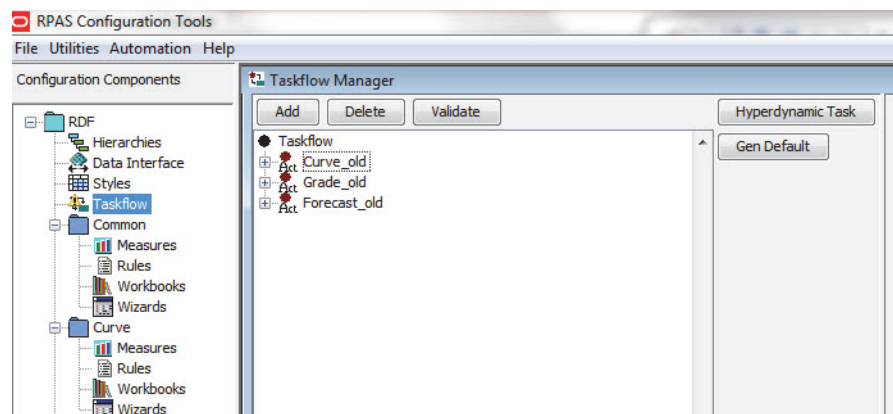 RPAS Configuration Tools
File Utilities Automation Help
Configuration Components
RDF
Hierarchies
Data Interface
Styles
Taskflow
Common
Measures
Rules
Workbooks
Wizards
Curve
Measures
Rules
Workbooks
Wizards
Taskflow Manager
Add Delete Validate
Hyperdynamic Task
Gen Default
Taskflow
Act Curve_old
Act Grade_old
Act Forecast_old